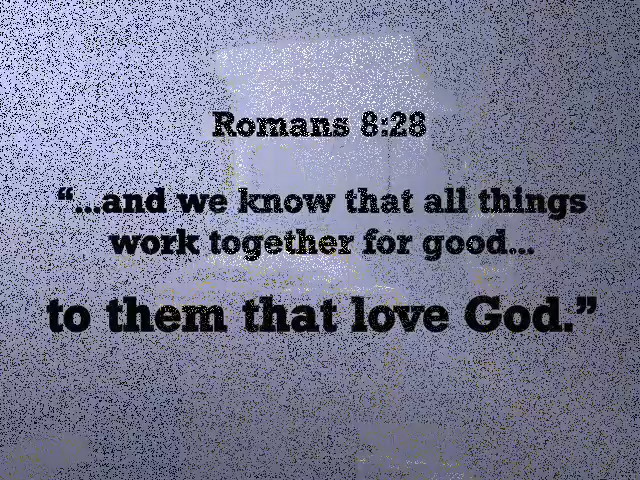 Romans 8:28
“...and we know that all things
work together for good...
to them that love God.”